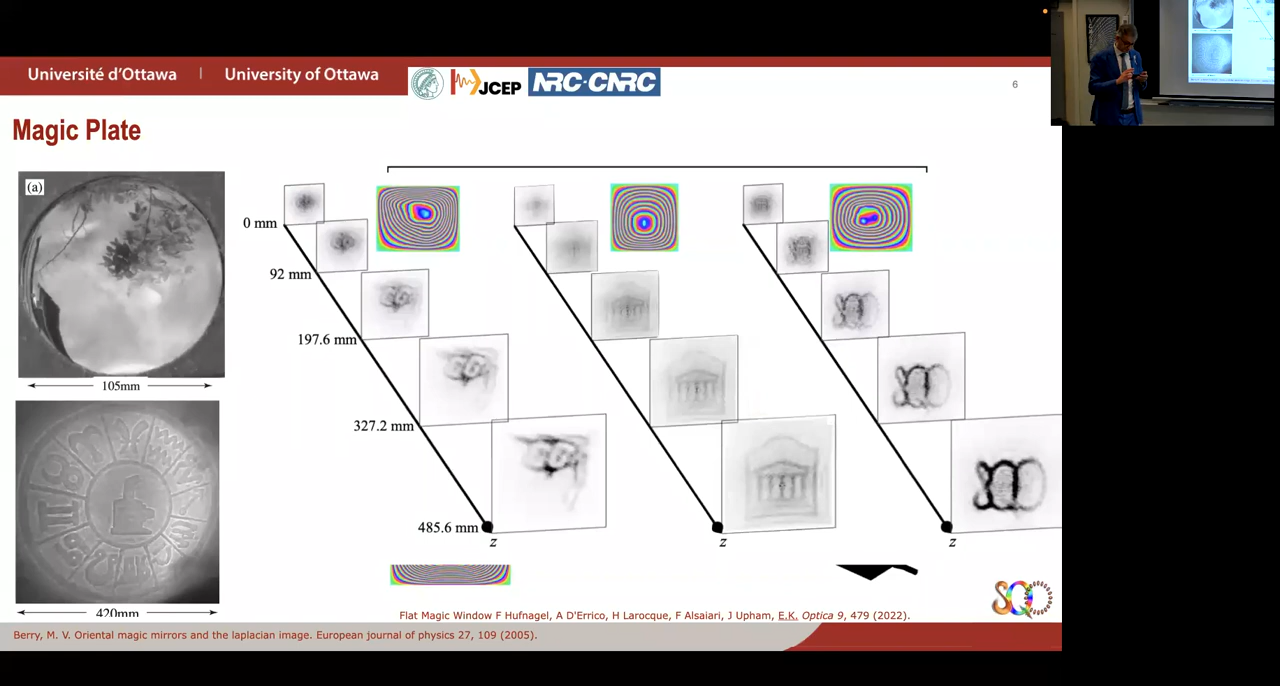 Université d'Ottawa | University of Ottawa
JCEP
NRC·CNRC
6
Magic Plate
(a)
105mm
420mm
0 mm
92 mm
197.6 mm
327.2 mm
485.6 mm
z
z
z
SQ
Flat Magic Window F Hufnagel, A D'Errico, H Larocque, F Alsaiari, J Upham, E.K. Optica 9, 479 (2022).
Berry, M. V. Oriental magic mirrors and the laplacian image. European journal of physics 27, 109 (2005).